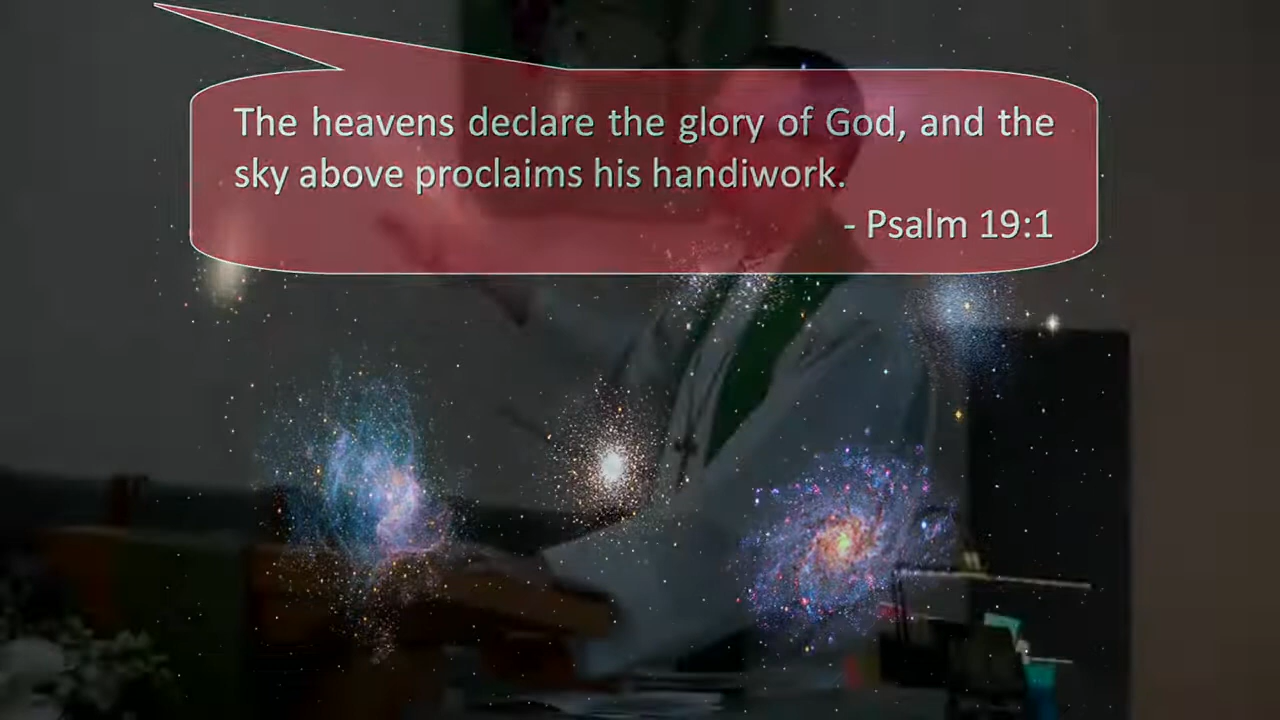 The heavens declare the glory of God, and the
sky above proclaims his handiwork.
- Psalm 19:1